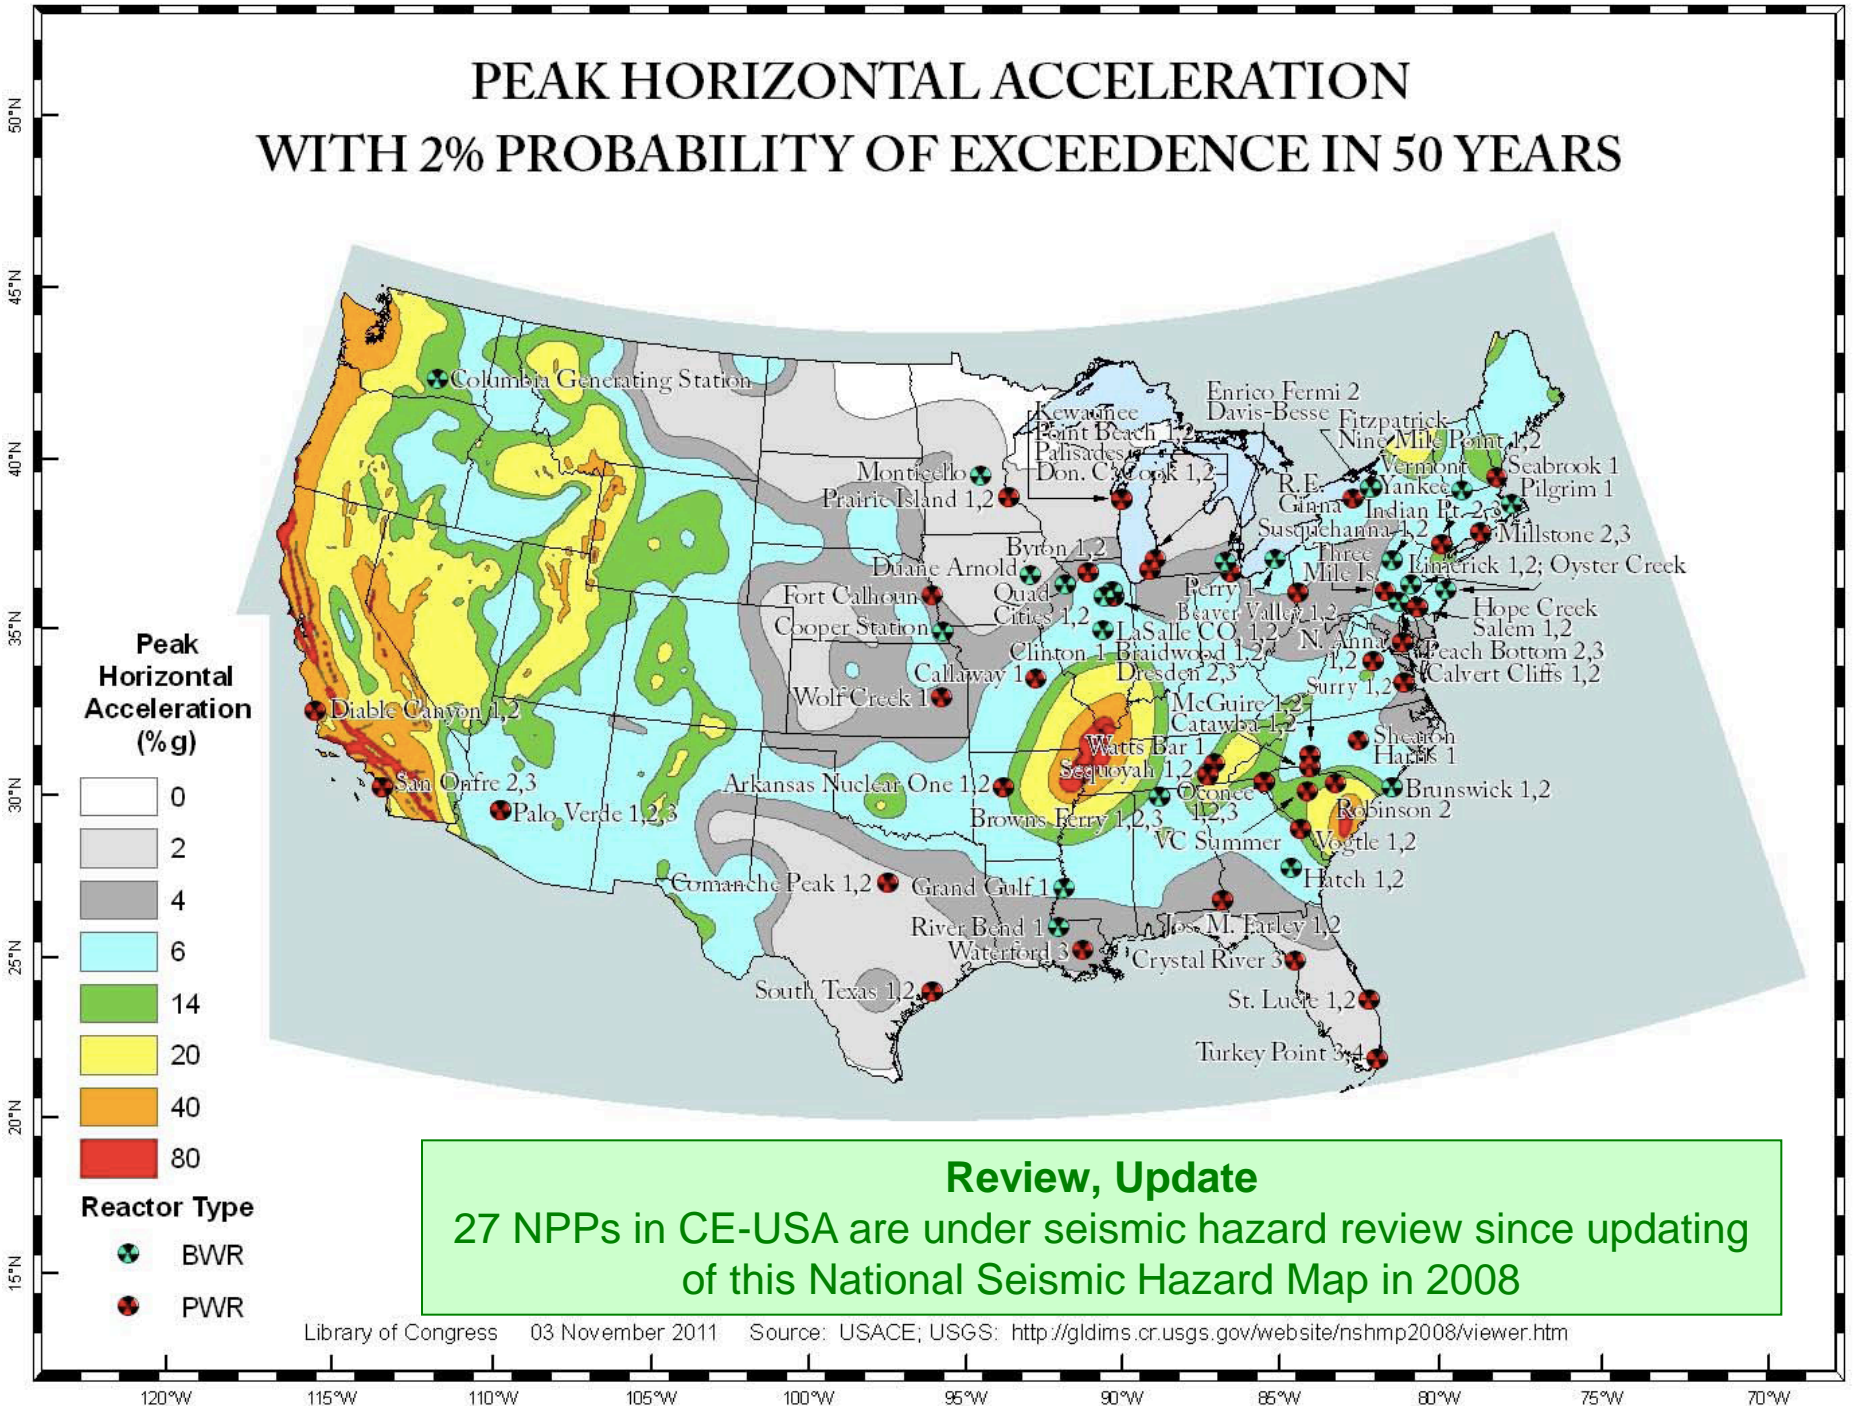 PEAK HORIZONTAL ACCELERATION
WITH 2% PROBABILITY OF EXCEEDENCE IN 50 YEARS
50°N
45°N
40°N
35°N
30°N
25°N
20°N
15°N
Columbia Generating Station
Diable Canyon 1,2
San Onfre 2,3
Palo Verde 1,2,3
Monticello
Prairie Island 1,2
Kewaunee
Point Beach 1,2
Palisades
Don. C. Cook 1,2
Enrico Fermi 2
Davis-Besse
Fitzpatrick
Nine Mile Point 1,2
Vermont
Yankee
Seabrook 1
Pilgrim 1
R.E.
Ginna
Indian Pt. 2,3
Susquehanna 1,2
Millstone 2,3
Three
Mile Is.
Limerick 1,2; Oyster Creek
Byron 1,2
Duane Arnold
Fort Calhoun
Quad
Cities 1,2
Cooper Station
Perry 1
Beaver Valley 1,2
Hope Creek
Salem 1,2
LaSalle CO. 1,2
N. Anna
1,2
Peach Bottom 2,3
Clinton 1
Braidwood 1,2
Calvert Cliffs 1,2
Callaway 1
Dresden 2,3
Surry 1,2
Wolf Creek 1
McGuire 1,2
Catawba 1,2
Shearon
Harris 1
Watts Bar 1
Sequoyah 1,2
Arkansas Nuclear One 1,2
Oconee
1,2,3
Brunswick 1,2
Robinson 2
Browns Ferry 1,2,3
VC Summer
Vogtle 1,2
Comanche Peak 1,2
Grand Gulf 1
Hatch 1,2
River Bend 1
Jos. M. Farley 1,2
Waterford 3
Crystal River 3
South Texas 1,2
St. Lucie 1,2
Turkey Point 3,4
Peak
Horizontal
Acceleration
(%g)
0
2
4
6
14
20
40
80
Reactor Type
BWR
PWR
Review, Update
27 NPPs in CE-USA are under seismic hazard review since updating
of this National Seismic Hazard Map in 2008
Library of Congress 03 November 2011 Source: USACE; USGS: http://gldims.cr.usgs.gov/website/nshmp2008/viewer.htm
120°W 115°W 110°W 105°W 100°W 95°W 90°W 85°W 80°W 75°W 70°W